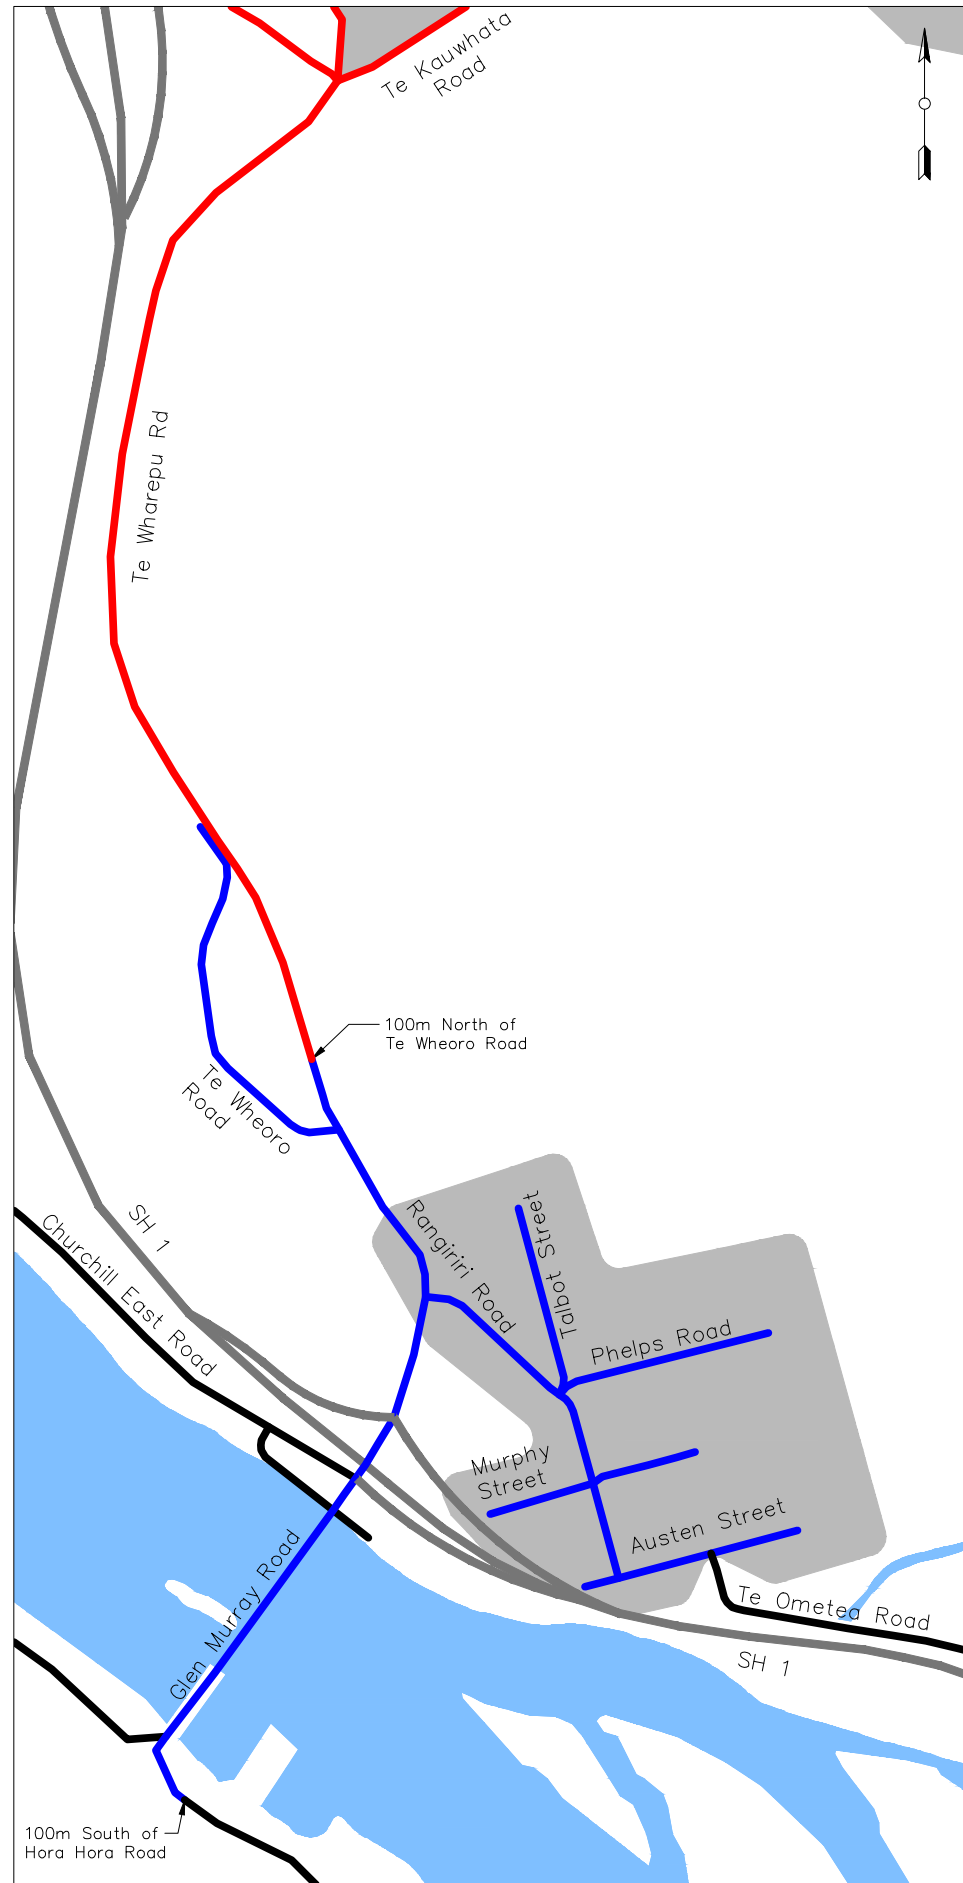 Te Kauwhata
Road
Te Wharepu Rd
100m North of
Te Wheoro Road
Te Wheoro
Road
SH 1
Churchill East Road
Rangiriri Road
Talbot Street
Phelps Road
Murphy
Street
Austen Street
Te Ometea Road
SH 1
Glen Murray Road
100m South of
Hora Hora Road